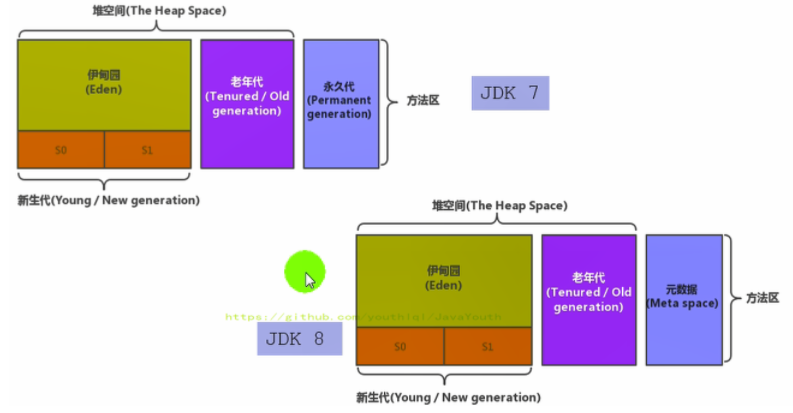 堆空间(The Heap Space)
伊甸园
(Eden)
S0
S1
老年代
(Tenured / Old
generation)
永久代
(Permanent
generation)
方法区
JDK 7
新生代(Young / New generation)
堆空间(The Heap Space)
伊甸园
(Eden)
S0
S1
老年代
(Tenured / Old
generation)
元数据
(Meta space)
方法区
https://github.com/youthlql/JavaYouth
JDK 8
新生代(Young / New generation)